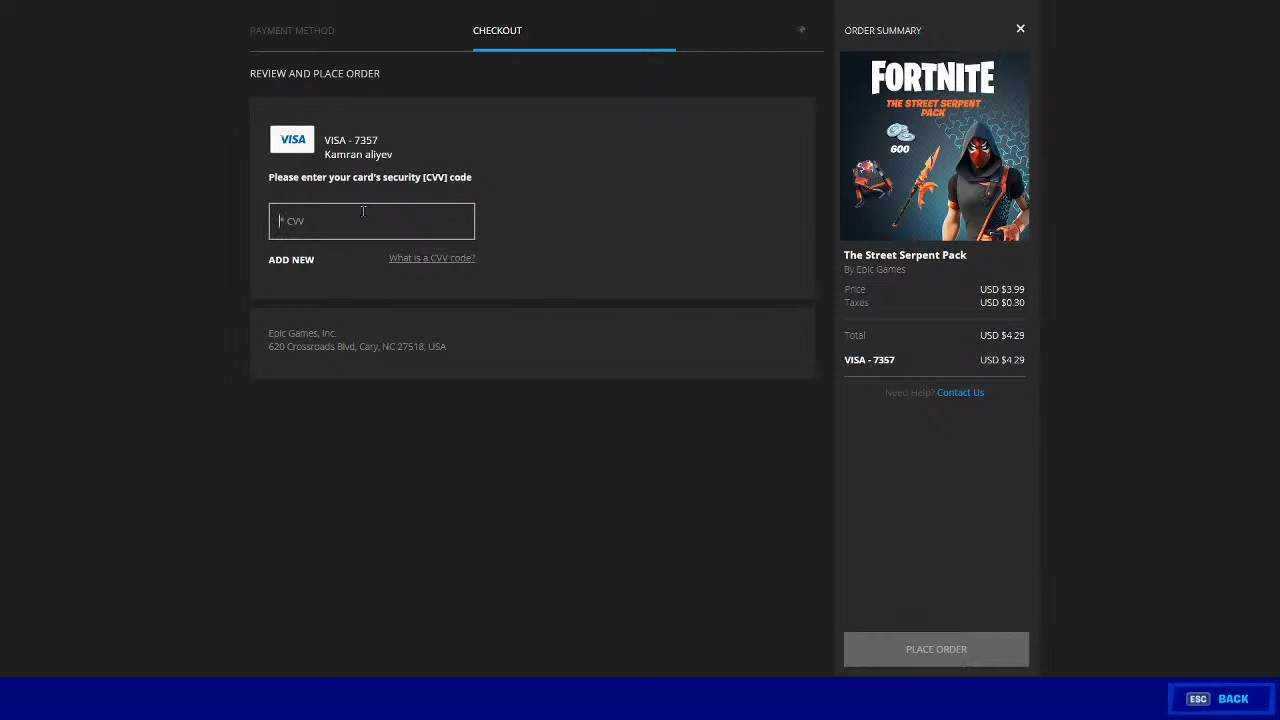 PAYMENT METHOD
CHECKOUT
REVIEW AND PLACE ORDER
VISA
VISA - 7357
Kamran aliyev
Please enter your card's security [CVV] code
* CVV
ADD NEW
What is a CVV code?
Epic Games, Inc.
620 Crossroads Blvd, Cary, NC 27518, USA
ORDER SUMMARY
FORTNITE
THE STREET SERPENT
PACK
600
The Street Serpent Pack
By Epic Games
Price USD $3.99
Taxes USD $0.30
Total USD $4.29
VISA - 7357 USD $4.29
Need Help? Contact Us
PLACE ORDER
ESC BACK